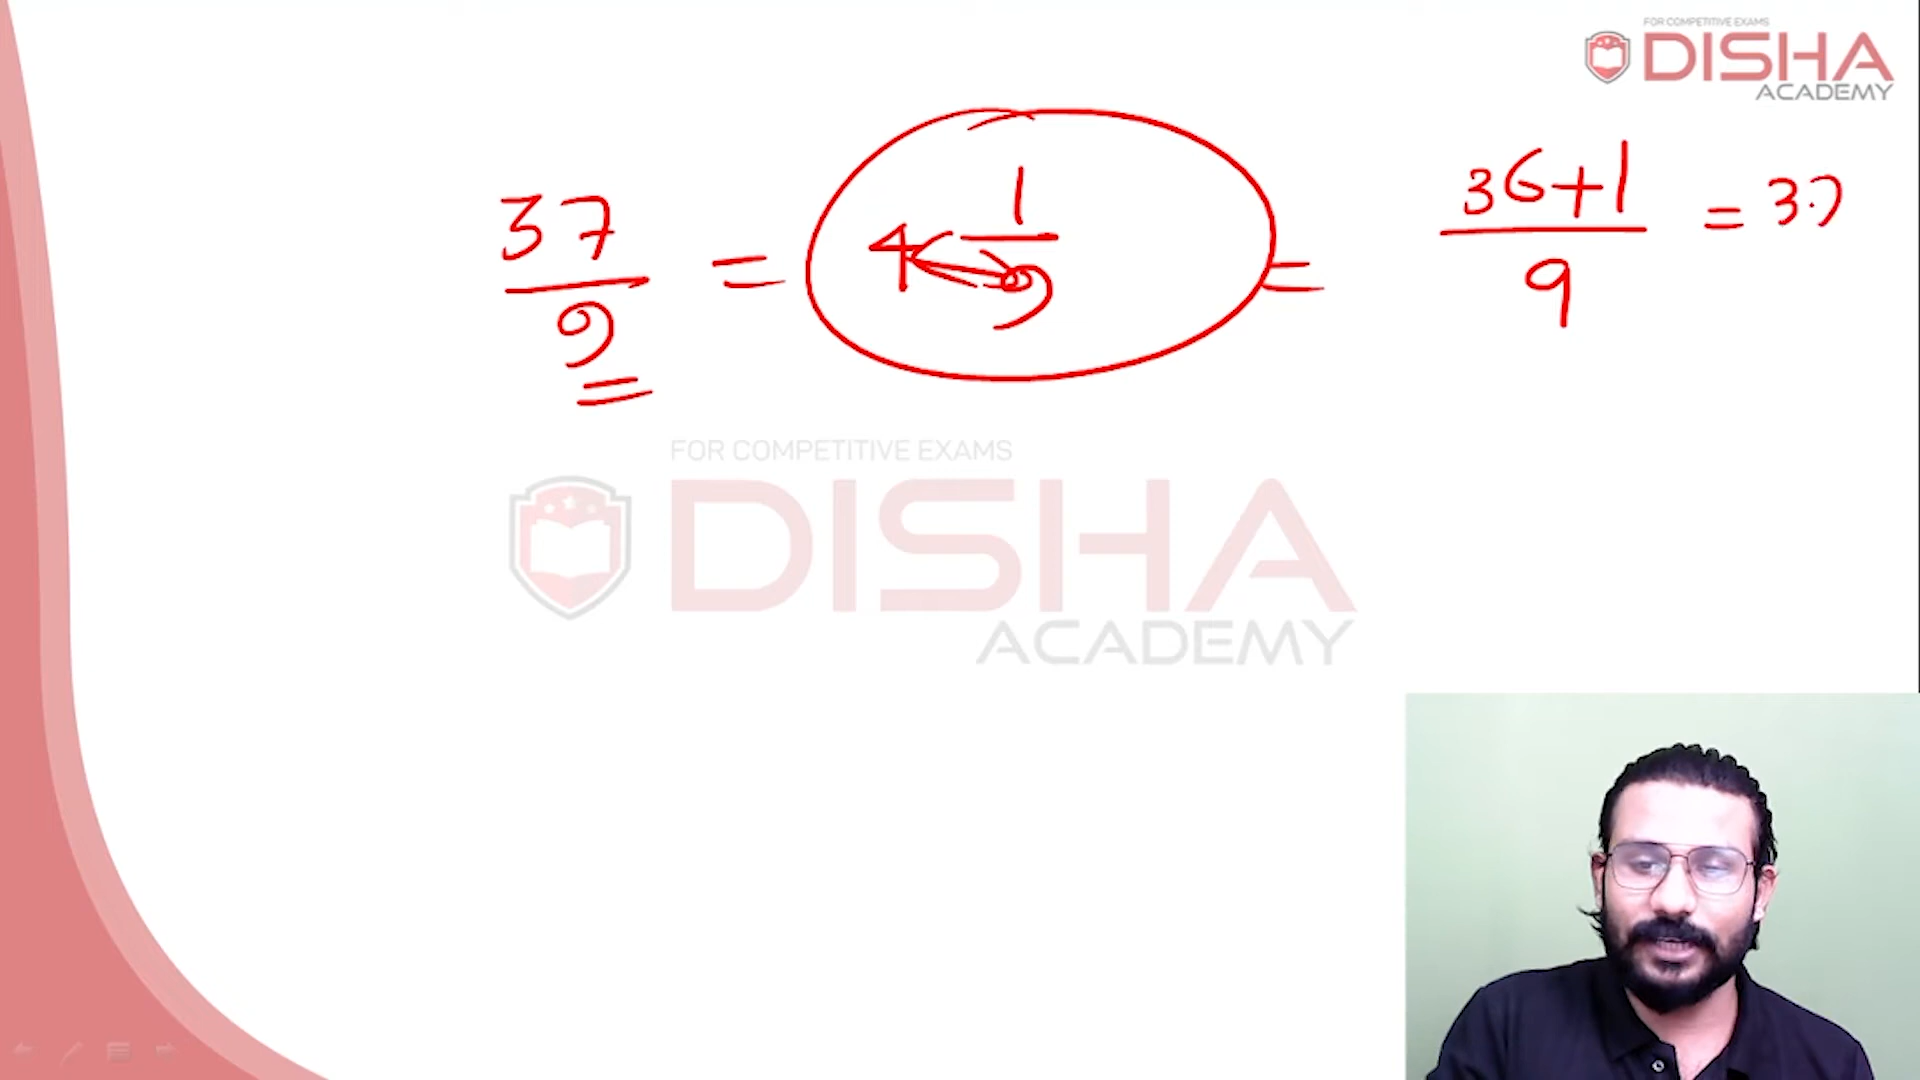 FOR COMPETITIVE EXAMS
DISHA
ACADEMY
37/9 = 4 1/9 = 36+1/9 = 37
FOR COMPETITIVE EXAMS
DISHA
ACADEMY